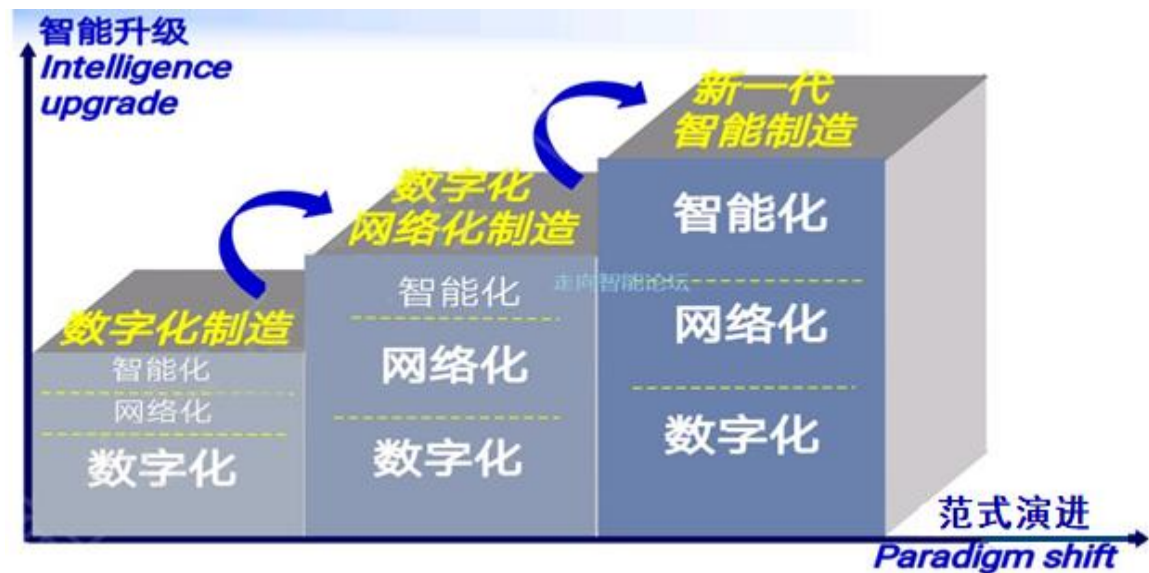 智能升级
Intelligence
upgrade
数字化制造
智能化
网络化
数字化
数字化
网络化制造
智能化
网络化
数字化
新一代
智能制造
智能化
走向智能论坛
网络化
数字化
范式演进
Paradigm shift